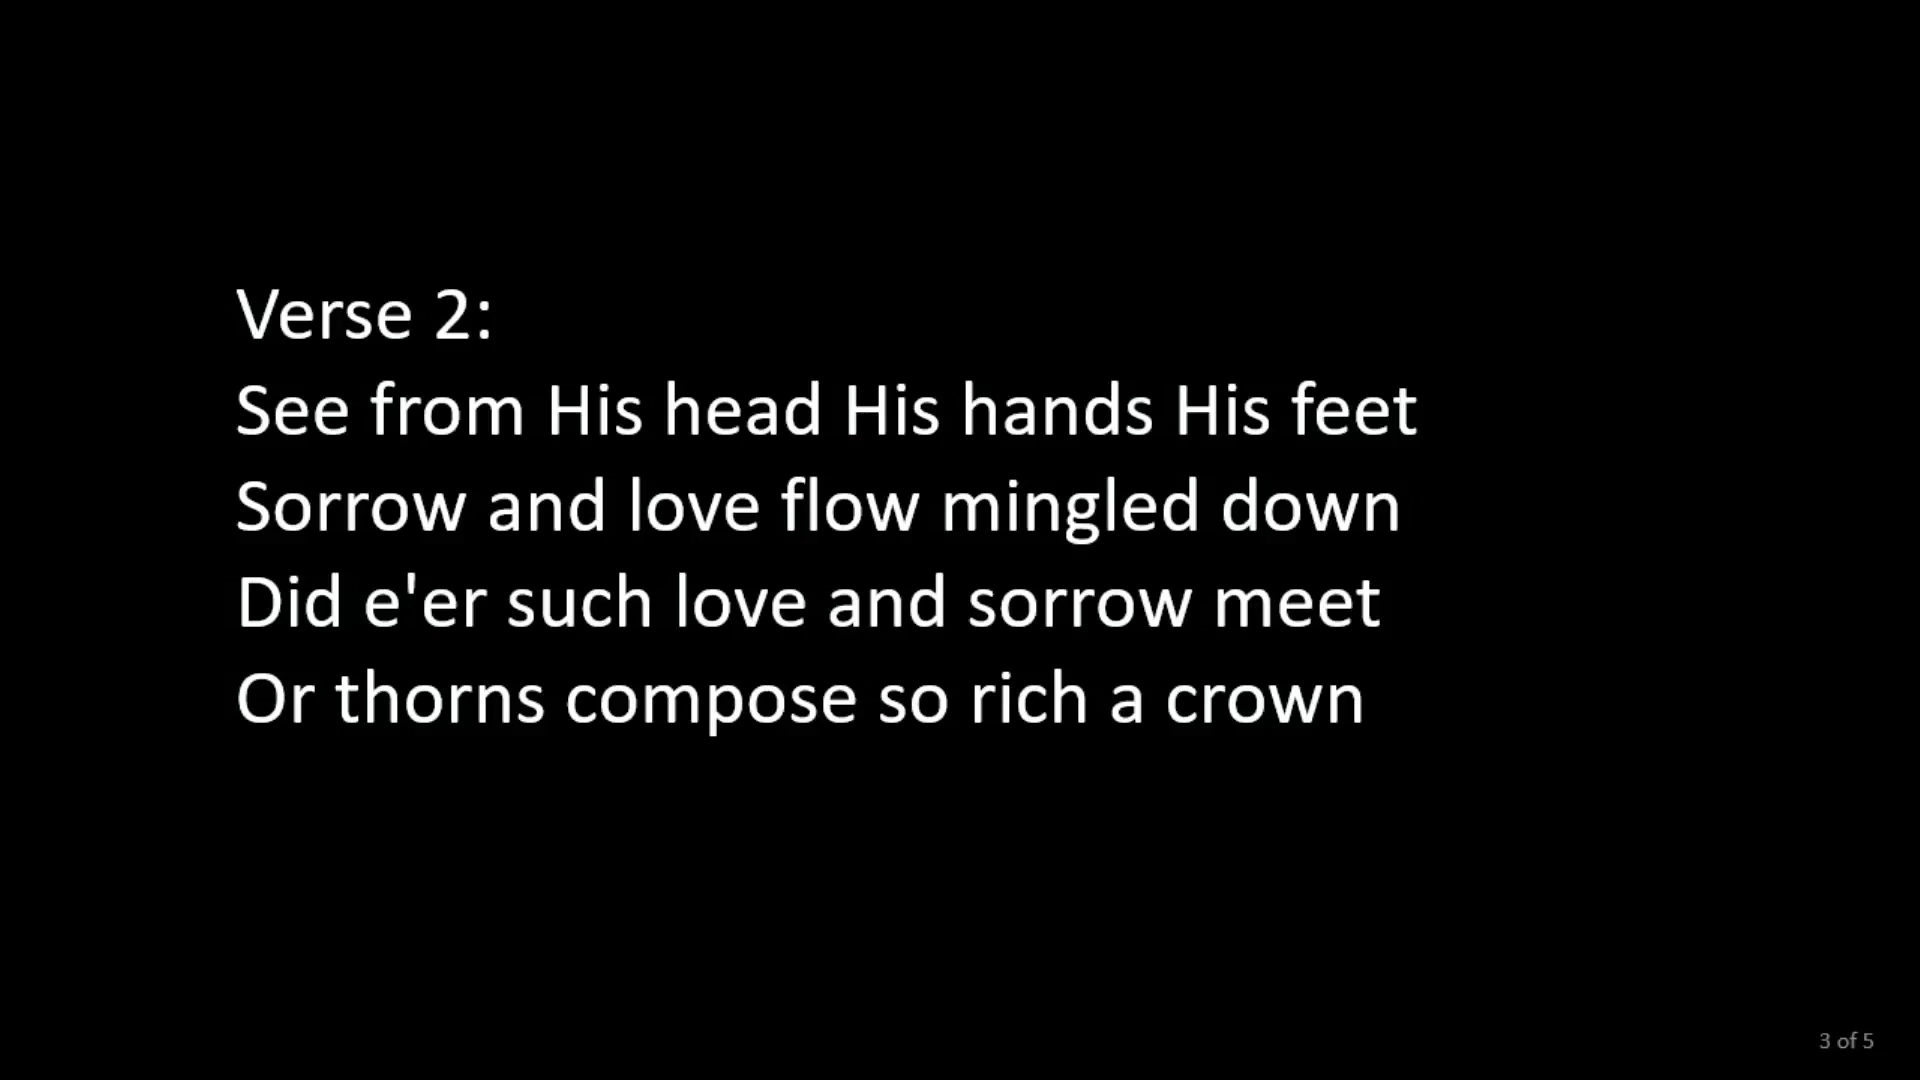 Verse 2:
See from His head His hands His feet
Sorrow and love flow mingled down
Did e'er such love and sorrow meet
Or thorns compose so rich a crown
3 of 5